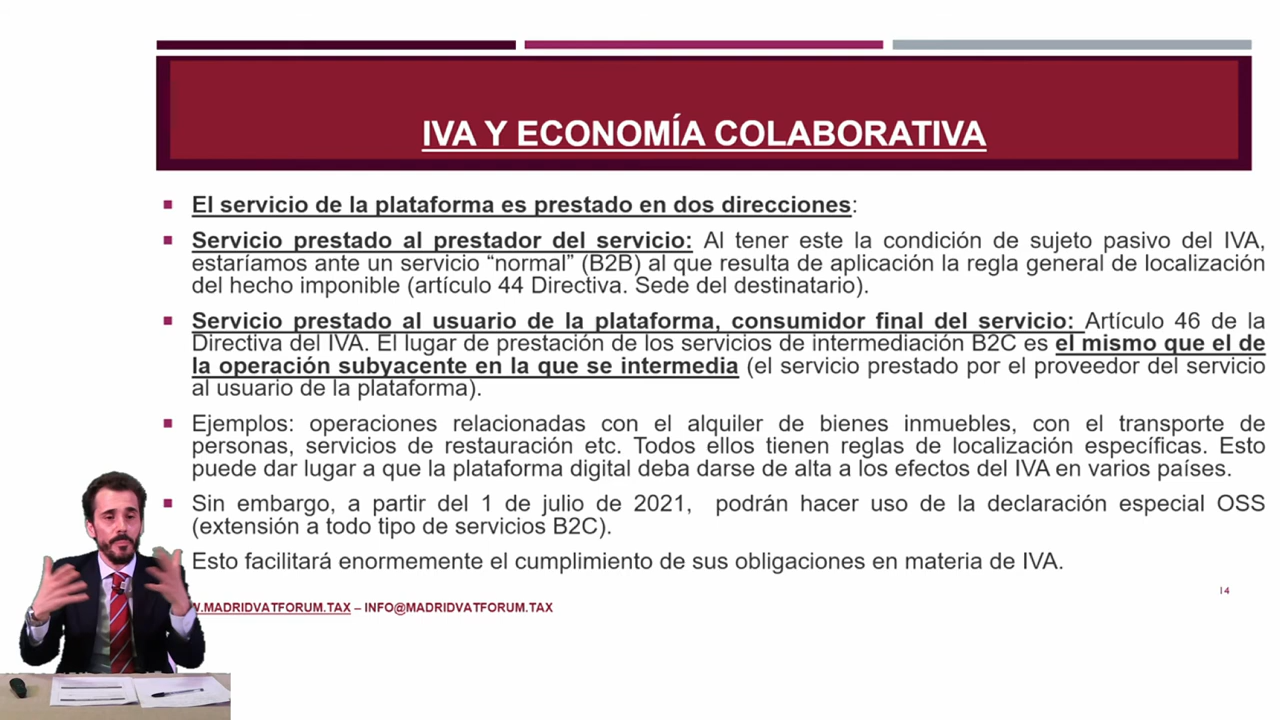 IVA Y ECONOMÍA COLABORATIVA
El servicio de la plataforma es prestado en dos direcciones:
Servicio prestado al prestador del servicio: Al tener este la condición de sujeto pasivo del IVA,
estaríamos ante un servicio “normal” (B2B) al que resulta de aplicación la regla general de localización
del hecho imponible (artículo 44 Directiva. Sede del destinatario).
Servicio prestado al usuario de la plataforma, consumidor final del servicio: Artículo 46 de la
Directiva del IVA. El lugar de prestación de los servicios de intermediación B2C es el mismo que el de
la operación subyacente en la que se intermedia (el servicio prestado por el proveedor del servicio
al usuario de la plataforma).
Ejemplos: operaciones relacionadas con el alquiler de bienes inmuebles, con el transporte de
personas, servicios de restauración etc. Todos ellos tienen reglas de localización específicas. Esto
puede dar lugar a que la plataforma digital deba darse de alta a los efectos del IVA en varios países.
Sin embargo, a partir del 1 de julio de 2021, podrán hacer uso de la declaración especial OSS
(extensión a todo tipo de servicios B2C).
Esto facilitará enormemente el cumplimiento de sus obligaciones en materia de IVA.
14
W.MADRIDVATFORUM.TAX – INFO@MADRIDVATFORUM.TAX